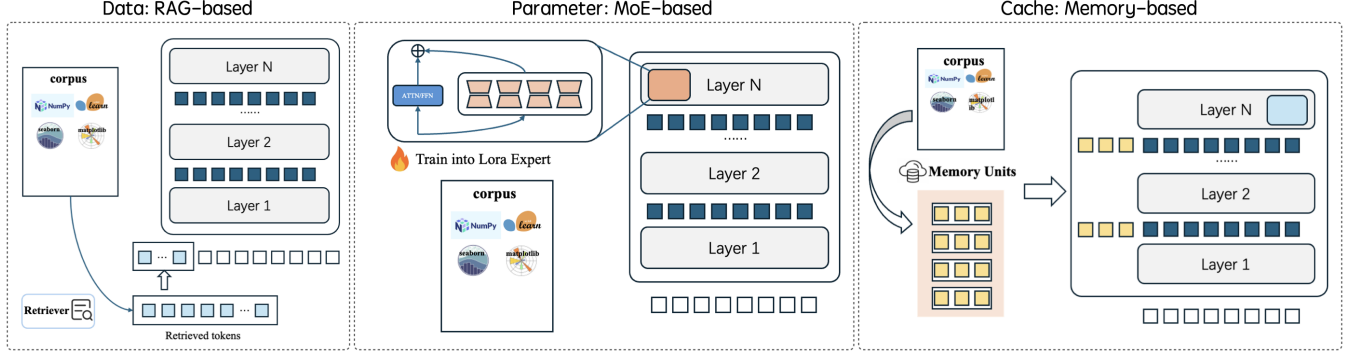 Data: RAG-based
corpus
NumPy
learn
seaborn
matplotlib
Layer N
......
Layer 2
Layer 1
...
Retriever
...
Retrieved tokens
Parameter: MoE-based
ATTN/FFN
Train into Lora Expert
corpus
NumPy
learn
seaborn
matplotlib
Layer N
......
Layer 2
Layer 1
Cache: Memory-based
corpus
NumPy
learn
seaborn
matplotl
ib
Memory Units
Layer N
......
Layer 2
Layer 1